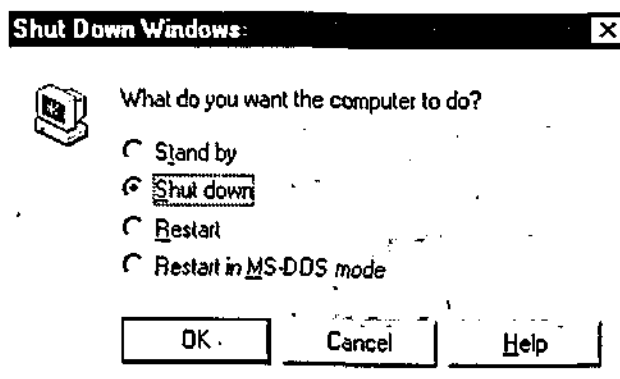 Shut Down Windows
What do you want the computer to do?
Stand by
Shut down
Restart
Restart in MS-DOS mode
OK Cancel Help